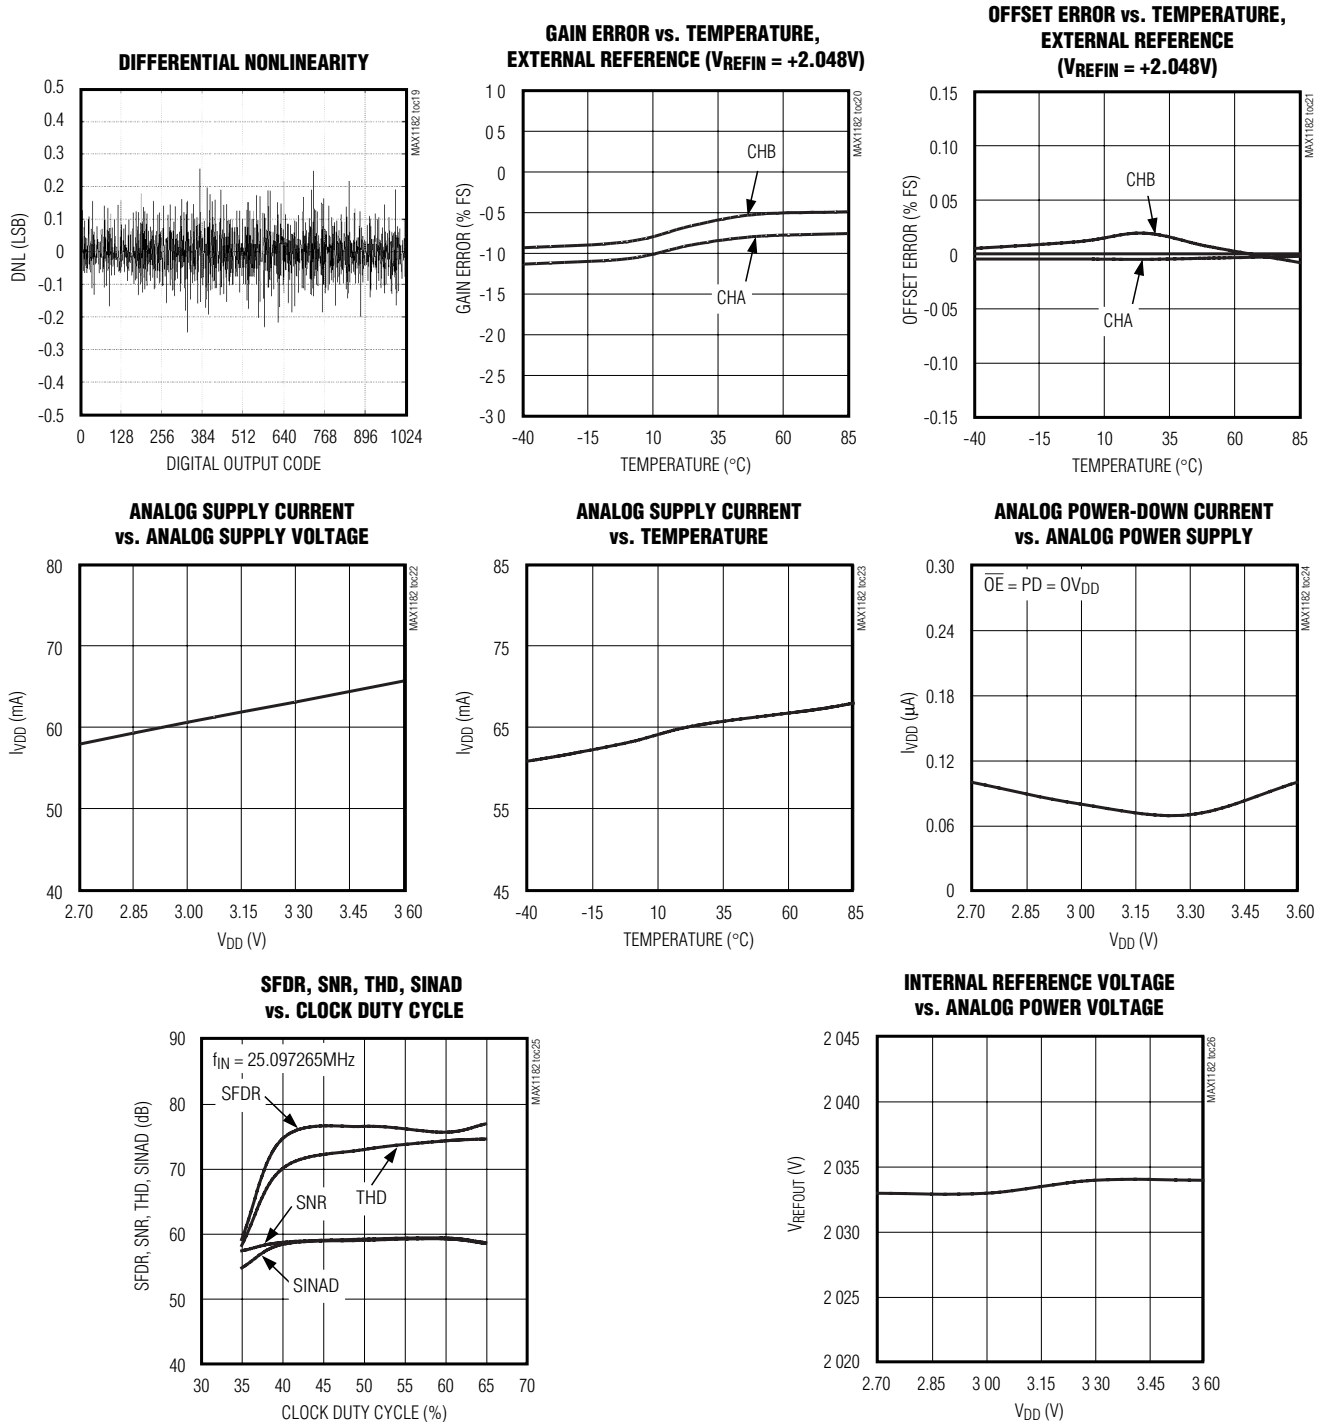 DIFFERENTIAL NONLINEARITY
0.5
0.4
0.3
0.2
0.1
0
-0.1
-0.2
-0.3
-0.4
-0.5
DNL (LSB)
0 128 256 384 512 640 768 896 1024
DIGITAL OUTPUT CODE
MAX1182 toc19
GAIN ERROR vs. TEMPERATURE,
EXTERNAL REFERENCE (VREFIN = +2.048V)
1 0
0 5
0
-0 5
-1 0
-1 5
-2 0
-2 5
-3 0
GAIN ERROR (% FS)
CHB
CHA
-40 -15 10 35 60 85
TEMPERATURE (°C)
MAX1182 toc20
OFFSET ERROR vs. TEMPERATURE,
EXTERNAL REFERENCE
(VREFIN = +2.048V)
0.15
0.10
0 05
0
-0 05
-0.10
-0.15
OFFSET ERROR (% FS)
CHB
CHA
-40 -15 10 35 60 85
TEMPERATURE (°C)
MAX1182 toc21
ANALOG SUPPLY CURRENT
vs. ANALOG SUPPLY VOLTAGE
80
70
60
50
40
IVDD (mA)
2.70 2.85 3.00 3.15 3 30 3.45 3 60
VDD (V)
MAX1182 toc22
ANALOG SUPPLY CURRENT
vs. TEMPERATURE
85
75
65
55
45
IVDD (mA)
-40 -15 10 35 60 85
TEMPERATURE (°C)
MAX1182 toc23
ANALOG POWER-DOWN CURRENT
vs. ANALOG POWER SUPPLY
OE = PD = OVDD
0.30
0.24
0.18
0.12
0.06
0
IVDD (µA)
2.70 2.85 3 00 3.15 3.30 3.45 3.60
VDD (V)
MAX1182 toc24
SFDR, SNR, THD, SINAD
vs. CLOCK DUTY CYCLE
fIN = 25.097265MHz
90
80
70
60
50
40
SFDR, SNR, THD, SINAD (dB)
SFDR
SNR
THD
SINAD
30 35 40 45 50 55 60 65 70
CLOCK DUTY CYCLE (%)
MAX1182 toc25
INTERNAL REFERENCE VOLTAGE
vs. ANALOG POWER VOLTAGE
2 045
2 040
2 035
2 030
2 025
2 020
VREFOUT (V)
2.70 2.85 3 00 3.15 3.30 3.45 3 60
VDD (V)
MAX1182 toc26